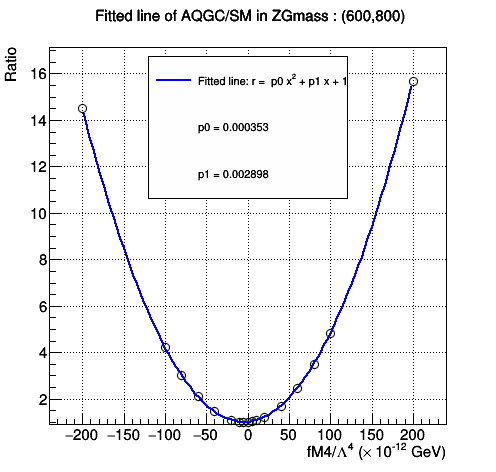 Fitted line of AQGC/SM in ZGmass : (600,800)
Ratio
Fitted line: r = p0 x² + p1 x + 1
p0 = 0.000353
p1 = 0.002898
16
14
12
10
8
6
4
2
−200 −150 −100 −50 0 50 100 150 200
fM4/Λ⁴ (× 10⁻¹² GeV)